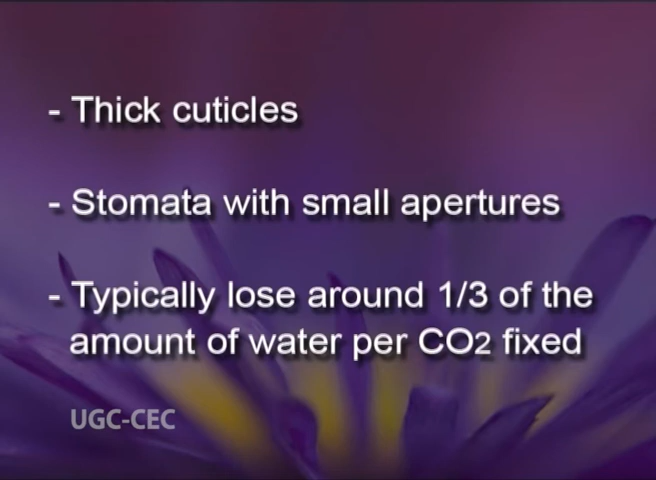 - Thick cuticles
- Stomata with small apertures
- Typically lose around 1/3 of the
amount of water per CO2 fixed
UGC-CEC